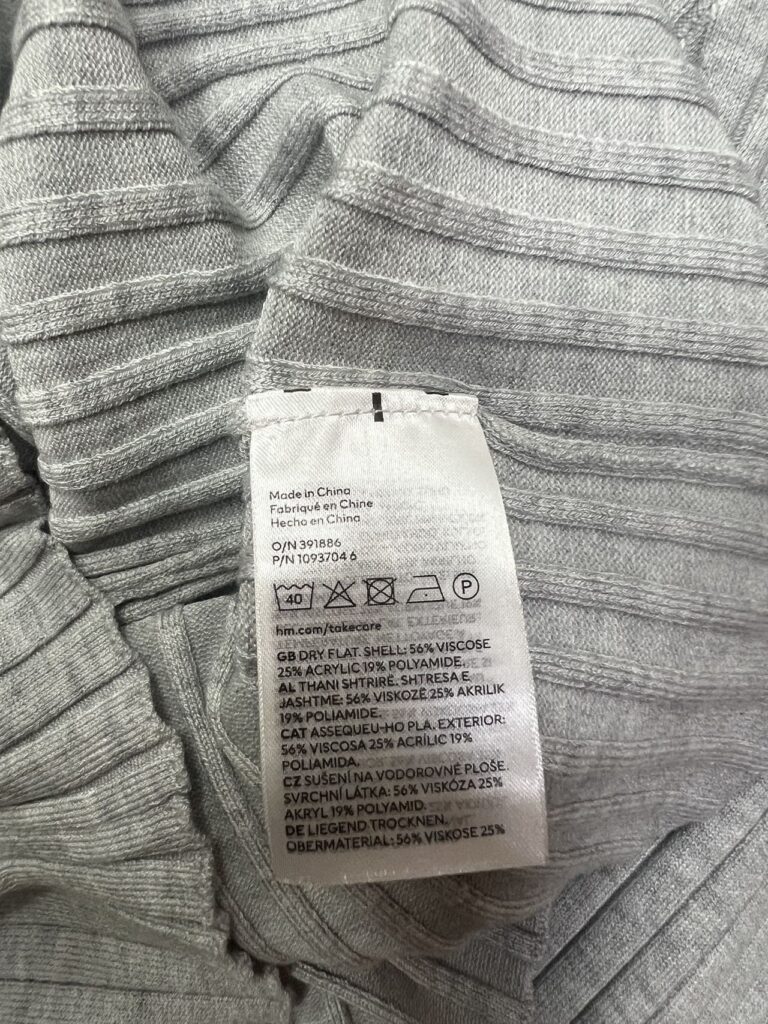 Made in China
Fabriqué en Chine
Hecho en China
O/N 391886
P/N 1093704 6
40 P
hm.com/takecare
GB DRY FLAT. SHELL: 56% VISCOSE
25% ACRYLIC 19% POLYAMIDE.
AL THANI SHTRIRË. SHTRESA E
JASHTME: 56% VISKOZË 25% AKRILIK
19% POLIAMIDE.
CAT ASSEQUEU-HO PLA. EXTERIOR:
56% VISCOSA 25% ACRÍLIC 19%
POLIAMIDA.
CZ SUŠENÍ NA VODOROVNÉ PLOŠE.
SVRCHNÍ LÁTKA: 56% VISKÓZA 25%
AKRYL 19% POLYAMID.
DE LIEGEND TROCKNEN.
OBERMATERIAL: 56% VISKOSE 25%